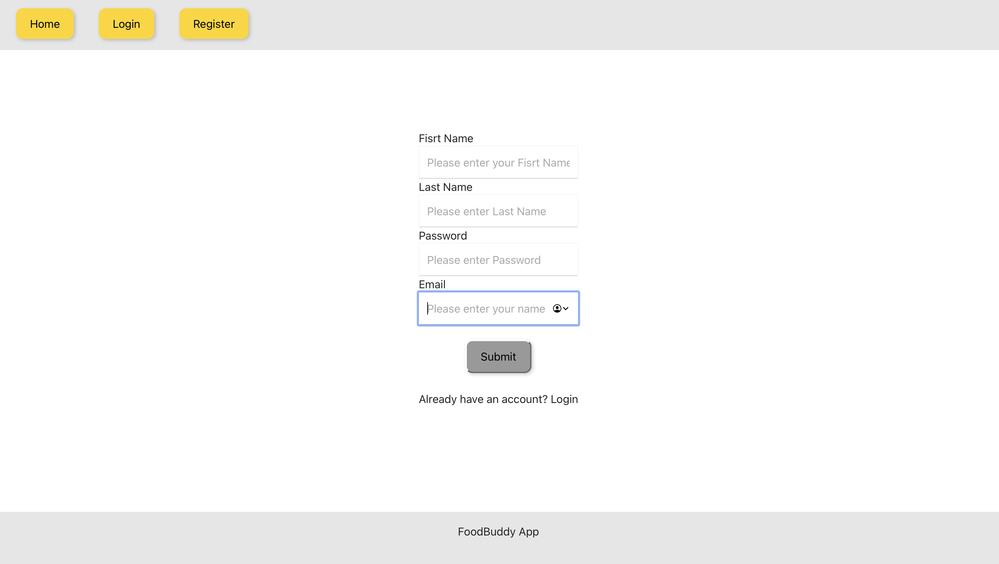 Home Login Register
Fisrt Name
Please enter your Fisrt Name
Last Name
Please enter Last Name
Password
Please enter Password
Email
Please enter your name
Submit
Already have an account? Login
FoodBuddy App